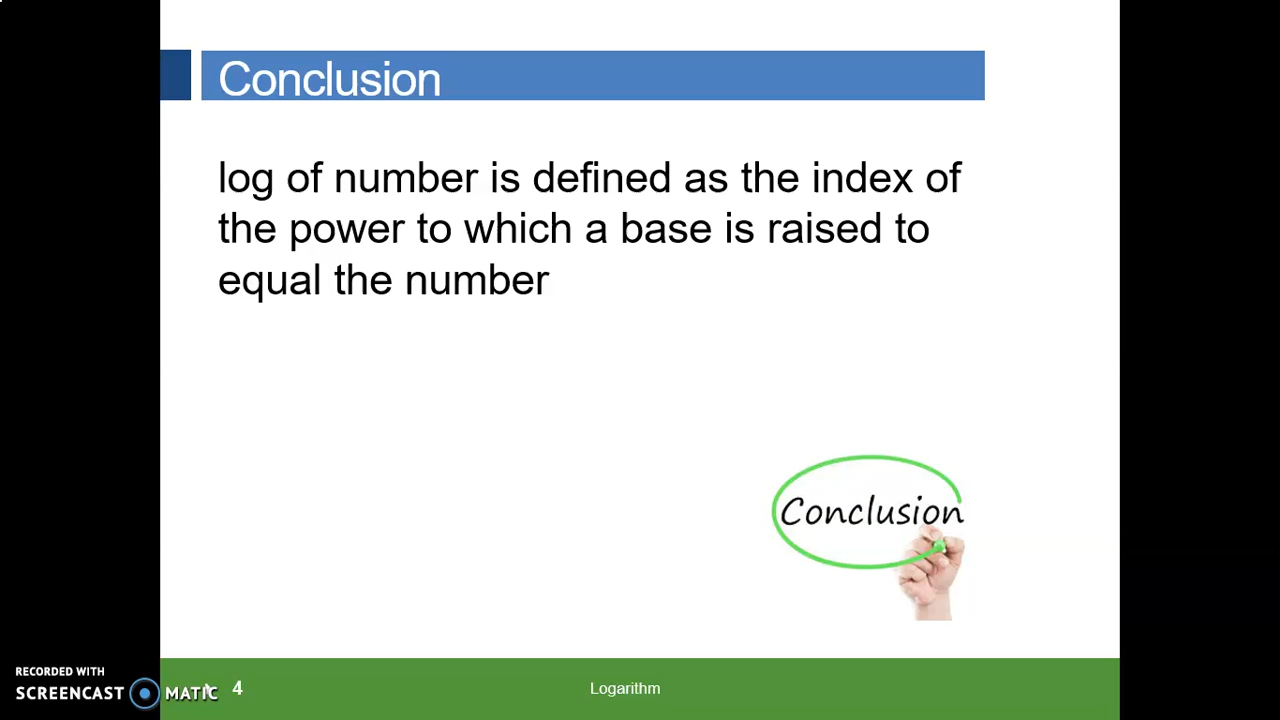 Conclusion
log of number is defined as the index of
the power to which a base is raised to
equal the number
Conclusion
RECORDED WITH
SCREENCAST MATIC
4
Logarithm